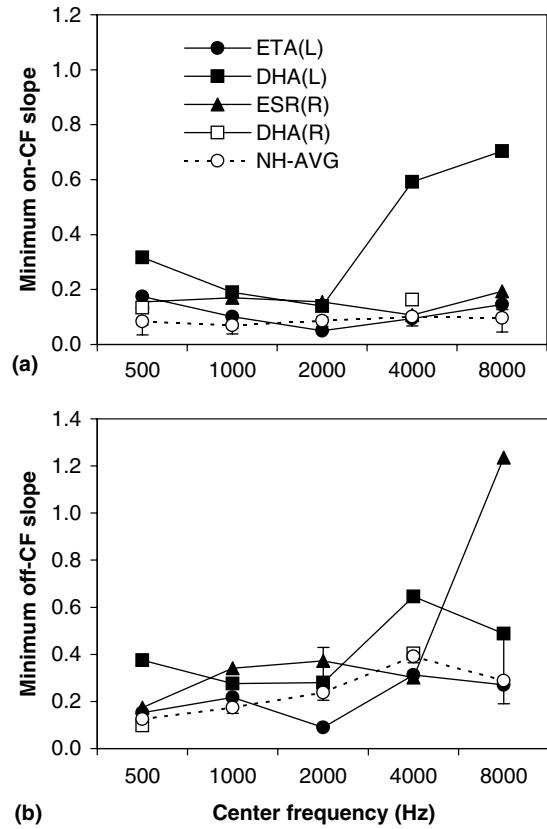 1.2
1.0
0.8
0.6
0.4
0.2
0.0
Minimum on-CF slope
ETA(L)
DHA(L)
ESR(R)
DHA(R)
NH-AVG
500 1000 2000 4000 8000
(a)
1.4
1.2
1.0
0.8
0.6
0.4
0.2
0.0
Minimum off-CF slope
500 1000 2000 4000 8000
(b) Center frequency (Hz)